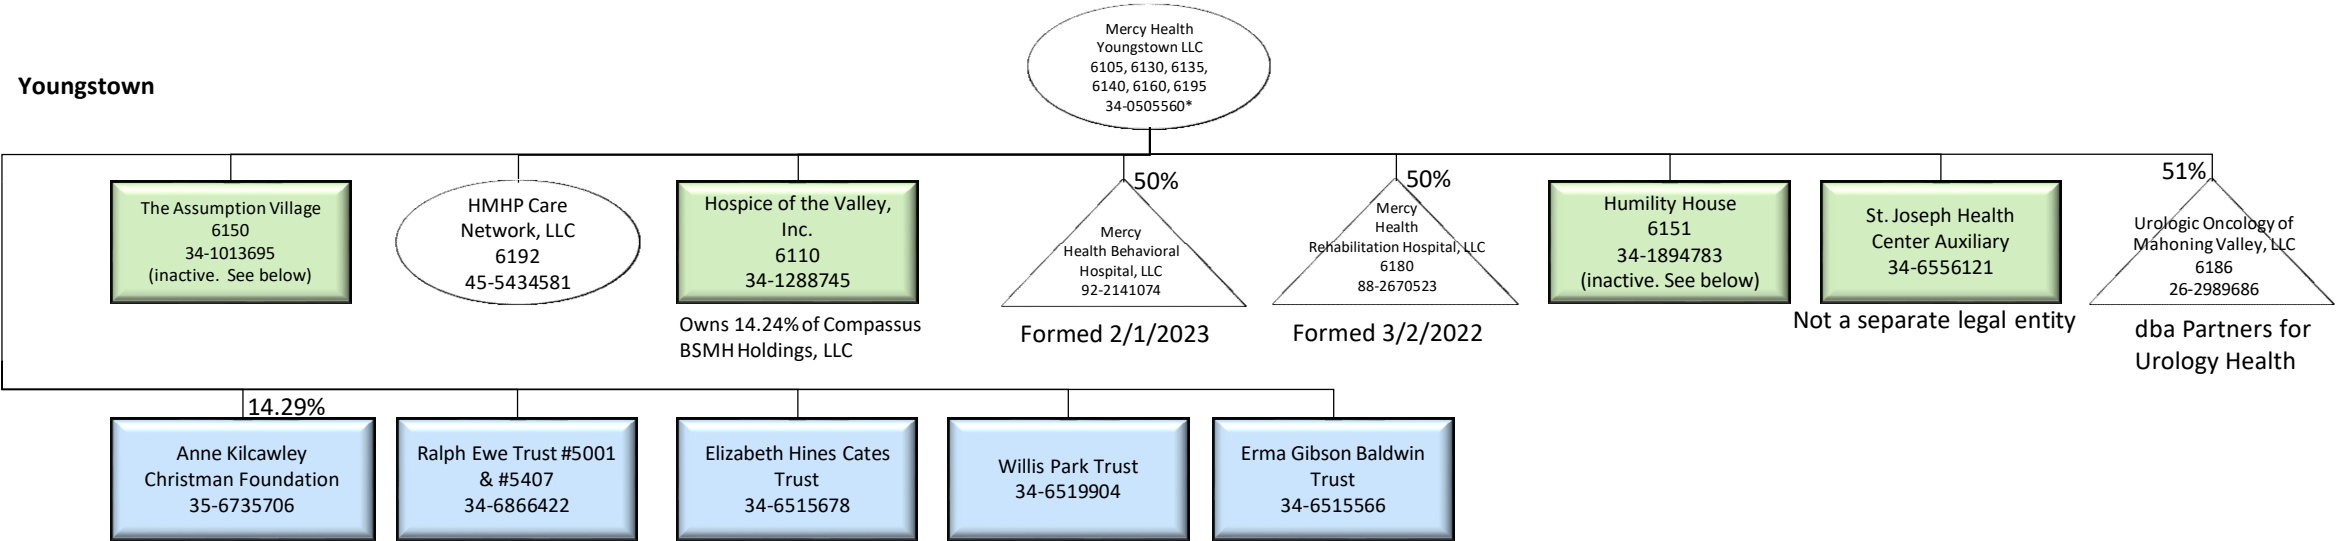 Mercy Health
Youngstown LLC
6105, 6130, 6135,
6140, 6160, 6195
34-0505560*
Youngstown
The Assumption Village
6150
34-1013695
(inactive. See below)
HMHP Care
Network, LLC
6192
45-5434581
Hospice of the Valley,
Inc.
6110
34-1288745
Owns 14.24% of Compassus
BSMH Holdings, LLC
50%
Mercy
Health Behavioral
Hospital, LLC
92-2141074
Formed 2/1/2023
50%
Mercy
Health
Rehabilitation Hospital, LLC
6180
88-2670523
Formed 3/2/2022
Humility House
6151
34-1894783
(inactive. See below)
St. Joseph Health
Center Auxiliary
34-6556121
Not a separate legal entity
51%
Urologic Oncology of
Mahoning Valley, LLC
6186
26-2989686
dba Partners for
Urology Health
14.29%
Anne Kilcawley
Christman Foundation
35-6735706
Ralph Ewe Trust #5001
& #5407
34-6866422
Elizabeth Hines Cates
Trust
34-6515678
Willis Park Trust
34-6519904
Erma Gibson Baldwin
Trust
34-6515566